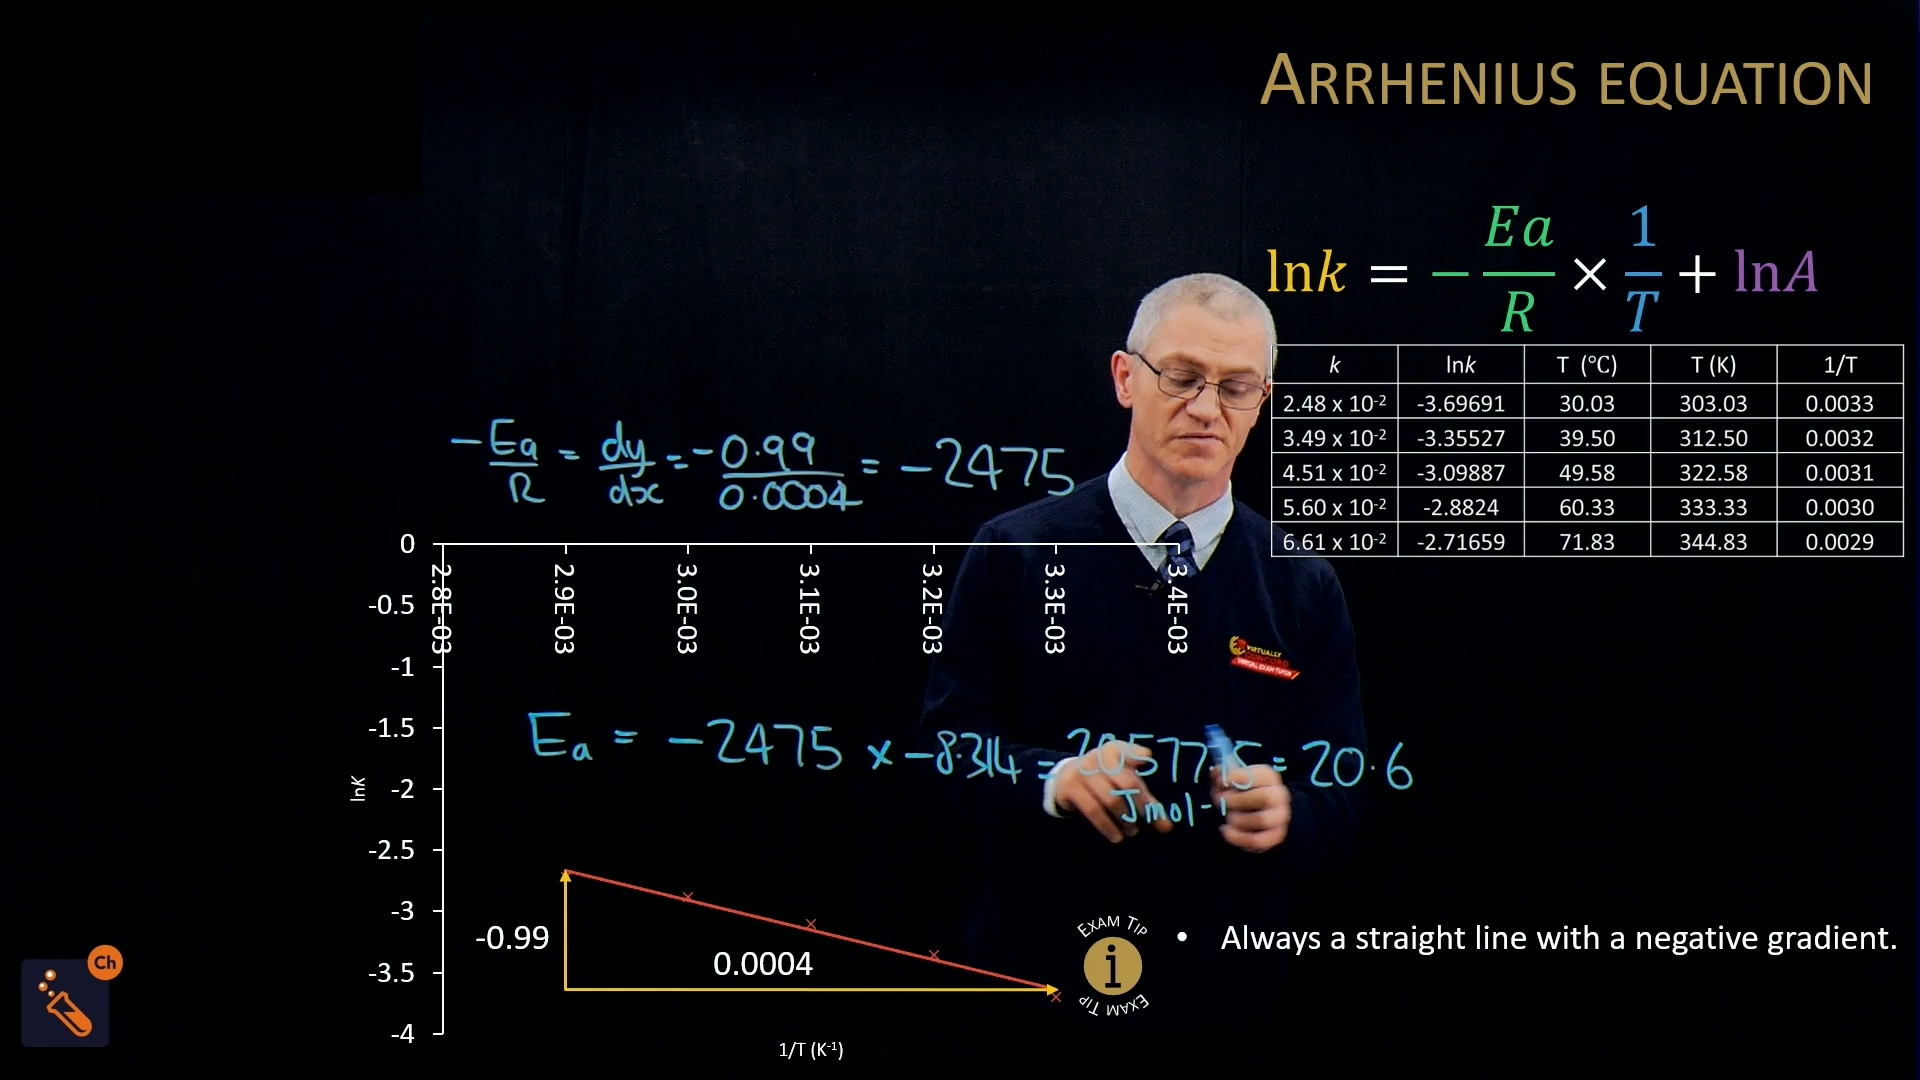 ARRHENIUS EQUATION
lnk = − Ea/R × 1/T + lnA
k lnk T (°C) T (K) 1/T
2.48 x 10⁻² -3.69691 30.03 303.03 0.0033
3.49 x 10⁻² -3.35527 39.50 312.50 0.0032
4.51 x 10⁻² -3.09887 49.58 322.58 0.0031
5.60 x 10⁻² -2.8824 60.33 333.33 0.0030
6.61 x 10⁻² -2.71659 71.83 344.83 0.0029
-Ea/R = dy/dx = -0.99/0.0004 = -2475
0
2.8E-03 2.9E-03 3.0E-03 3.1E-03 3.2E-03 3.3E-03 3.4E-03
-0.5
-1
-1.5
-2
-2.5
-3
-3.5
-4
lnK
VIRTUALLY
CONCORD
VIRTUAL EXAM TUTOR
Ea = -2475 x -8.314 = 20577.15 = 20.6
Jmol-1
-0.99
0.0004
1/T (K⁻¹)
EXAM TIP
i
EXAM TIP
• Always a straight line with a negative gradient.
Ch